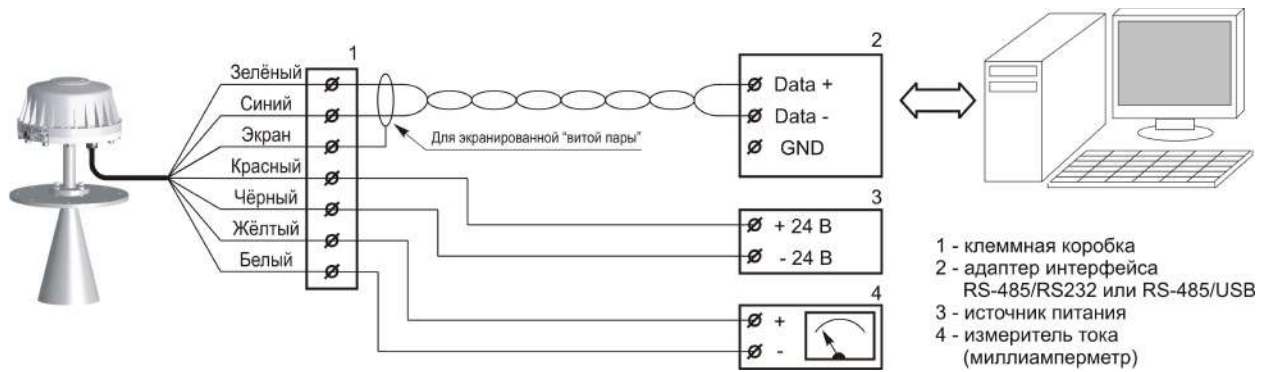 1
Зелёный
Синий
Экран
Красный
Чёрный
Жёлтый
Белый
Для экранированной "витой пары"
2
Data +
Data -
GND
3
+ 24 В
- 24 В
4
+
-
1 - клеммная коробка
2 - адаптер интерфейса
RS-485/RS232 или RS-485/USB
3 - источник питания
4 - измеритель тока
(миллиамперметр)